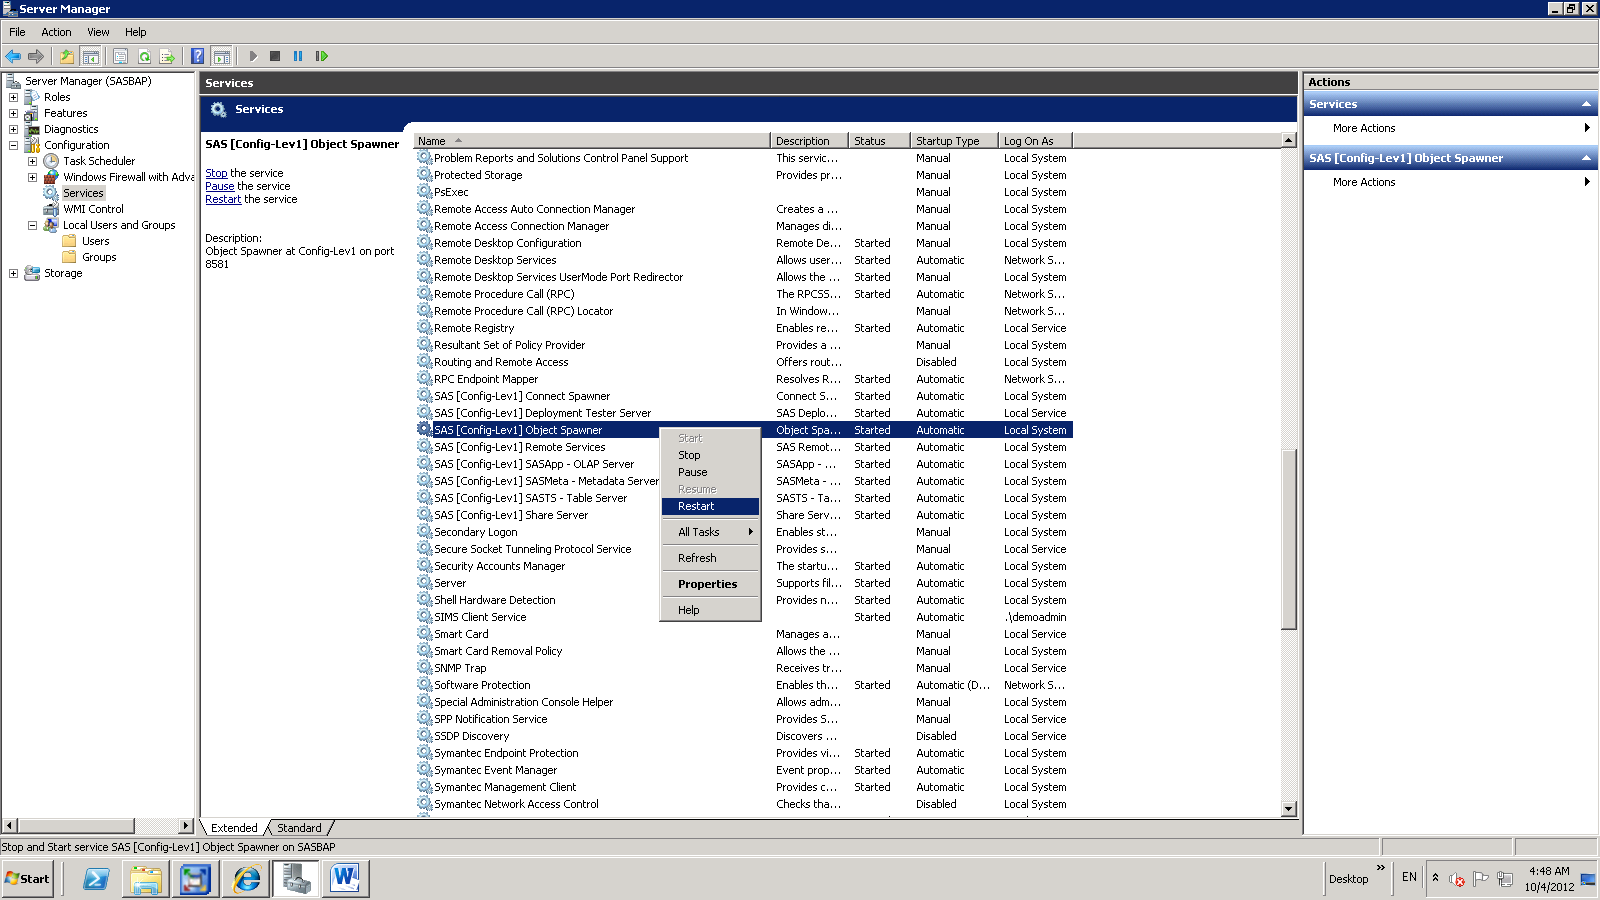 Server Manager
File Action View Help
Server Manager (SASBAP)
Roles
Features
Diagnostics
Configuration
Task Scheduler
Windows Firewall with Adva
Services
WMI Control
Local Users and Groups
Users
Groups
Storage
Services
Services
SAS [Config-Lev1] Object Spawner
Stop the service
Pause the service
Restart the service
Description:
Object Spawner at Config-Lev1 on port
8581
Name Description Status Startup Type Log On As
Problem Reports and Solutions Control Panel Support This servic... Manual Local System
Protected Storage Provides pr... Manual Local System
PsExec Manual Local System
Remote Access Auto Connection Manager Creates a ... Manual Local System
Remote Access Connection Manager Manages di... Manual Local System
Remote Desktop Configuration Remote De... Started Manual Local System
Remote Desktop Services Allows user... Started Automatic Network S...
Remote Desktop Services UserMode Port Redirector Allows the ... Started Manual Local System
Remote Procedure Call (RPC) The RPCSS... Started Automatic Network S...
Remote Procedure Call (RPC) Locator In Window... Manual Network S...
Remote Registry Enables re... Started Automatic Local Service
Resultant Set of Policy Provider Provides a ... Manual Local System
Routing and Remote Access Offers rout... Disabled Local System
RPC Endpoint Mapper Resolves R... Started Automatic Network S...
SAS [Config-Lev1] Connect Spawner Connect S... Started Automatic Local System
SAS [Config-Lev1] Deployment Tester Server SAS Deplo... Started Automatic Local Service
SAS [Config-Lev1] Object Spawner Object Spa... Started Automatic Local System
SAS [Config-Lev1] Remote Services SAS Remot... Started Automatic Local System
SAS [Config-Lev1] SASApp - OLAP Server SASApp - ... Started Automatic Local System
SAS [Config-Lev1] SASMeta - Metadata Server SASMeta - ... Started Automatic Local System
SAS [Config-Lev1] SASTS - Table Server SASTS - Ta... Started Automatic Local System
SAS [Config-Lev1] Share Server Share Serv... Started Automatic Local System
Secondary Logon Enables st... Manual Local System
Secure Socket Tunneling Protocol Service Provides s... Manual Local Service
Security Accounts Manager The startu... Started Automatic Local System
Server Supports fil... Started Automatic Local System
Shell Hardware Detection Provides n... Started Automatic Local System
SIMS Client Service Started Automatic .\demoadmin
Smart Card Manages a... Manual Local Service
Smart Card Removal Policy Allows the ... Manual Local System
SNMP Trap Receives tr... Manual Local Service
Software Protection Enables th... Started Automatic (D... Network S...
Special Administration Console Helper Allows adm... Manual Local System
SPP Notification Service Provides S... Manual Local Service
SSDP Discovery Discovers ... Disabled Local Service
Symantec Endpoint Protection Provides vi... Started Automatic Local System
Symantec Event Manager Event prop... Started Automatic Local System
Symantec Management Client Provides c... Started Automatic Local System
Symantec Network Access Control Checks tha... Disabled Local System
Start
Stop
Pause
Resume
Restart
All Tasks
Refresh
Properties
Help
Extended Standard
Actions
Services
More Actions
SAS [Config-Lev1] Object Spawner
More Actions
Stop and Start service SAS [Config-Lev1] Object Spawner on SASBAP
Start
Desktop
»
EN
4:48 AM
10/4/2012